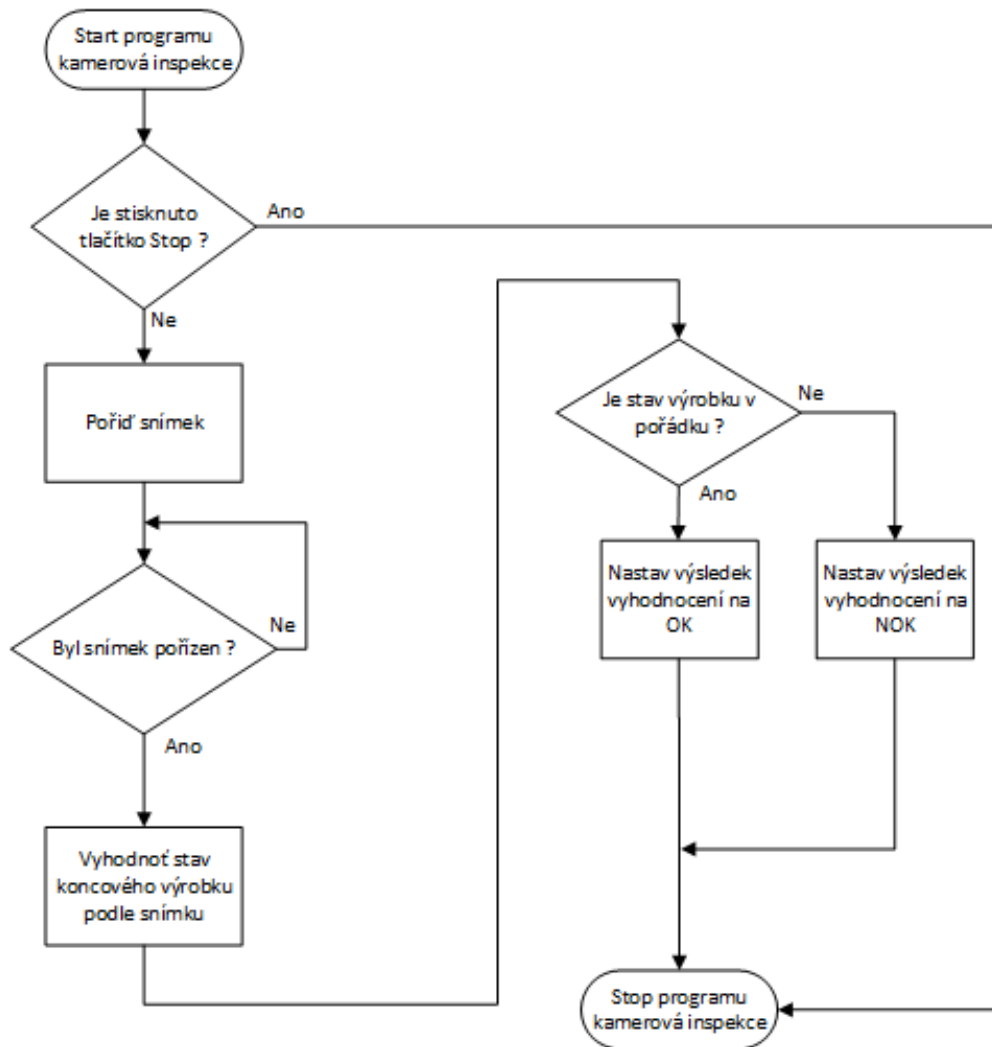 Start programu
kamerová inspekce
Je stisknuto
tlačítko Stop ?
Ano
Ne
Pořiď snímek
Byl snímek pořízen ?
Ne
Ano
Vyhodnoť stav
koncového výrobku
podle snímku
Je stav výrobku v
pořádku ?
Ne
Ano
Nastav výsledek
vyhodnocení na
OK
Nastav výsledek
vyhodnocení na
NOK
Stop programu
kamerová inspekce